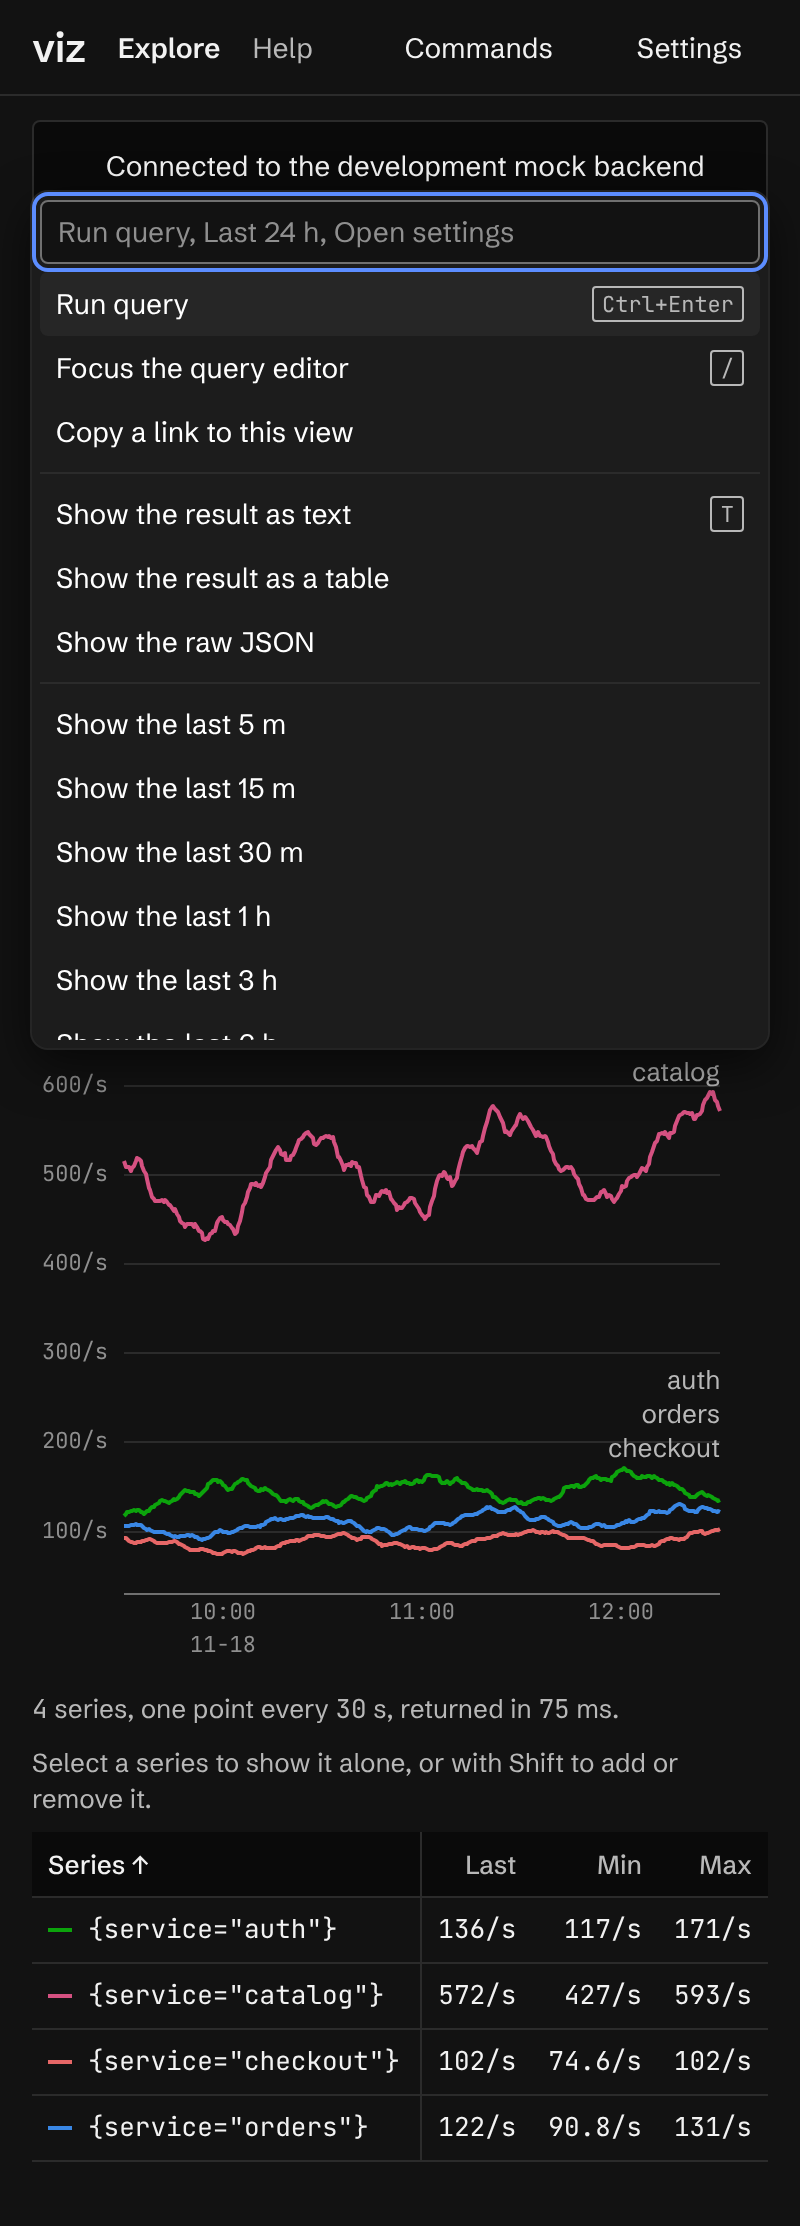 viz Explore Help Commands Settings
Connected to the development mock backend
Run query, Last 24 h, Open settings
Run query Ctrl+Enter
Focus the query editor /
Copy a link to this view
Show the result as text T
Show the result as a table
Show the raw JSON
Show the last 5 m
Show the last 15 m
Show the last 30 m
Show the last 1 h
Show the last 3 h
catalog
600/s
500/s
400/s
300/s
auth
orders
200/s
checkout
100/s
10:00 11:00 12:00
11-18
4 series, one point every 30 s, returned in 75 ms.
Select a series to show it alone, or with Shift to add or
remove it.
Series ↑ Last Min Max
{service="auth"} 136/s 117/s 171/s
{service="catalog"} 572/s 427/s 593/s
{service="checkout"} 102/s 74.6/s 102/s
{service="orders"} 122/s 90.8/s 131/s